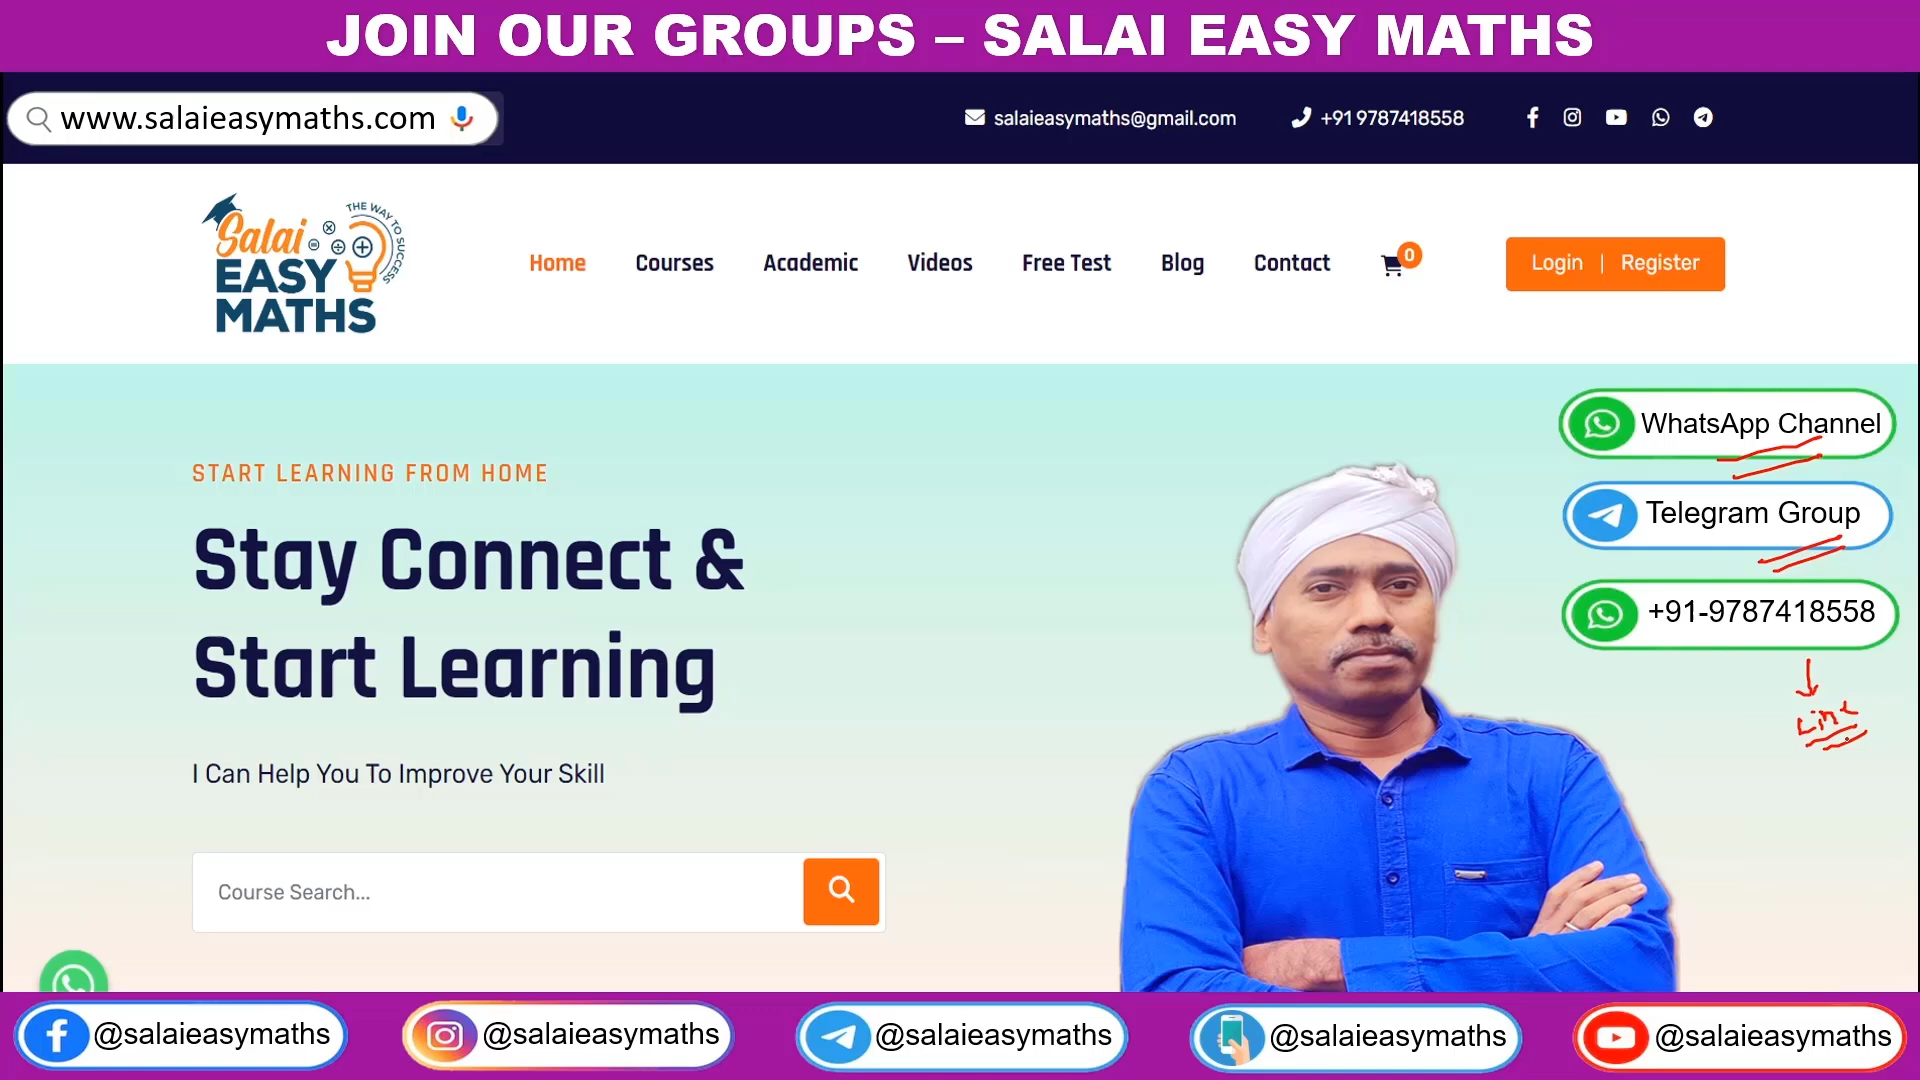 JOIN OUR GROUPS – SALAI EASY MATHS
www.salaieasymaths.com
salaieasymaths@gmail.com
+91 9787418558
Salai
EASY
MATHS
THE WAY TO SUCCESS
Home
Courses
Academic
Videos
Free Test
Blog
Contact
0
Login | Register
START LEARNING FROM HOME
Stay Connect &
Start Learning
I Can Help You To Improve Your Skill
Course Search...
WhatsApp Channel
Telegram Group
+91-9787418558
@salaieasymaths
@salaieasymaths
@salaieasymaths
@salaieasymaths
@salaieasymaths